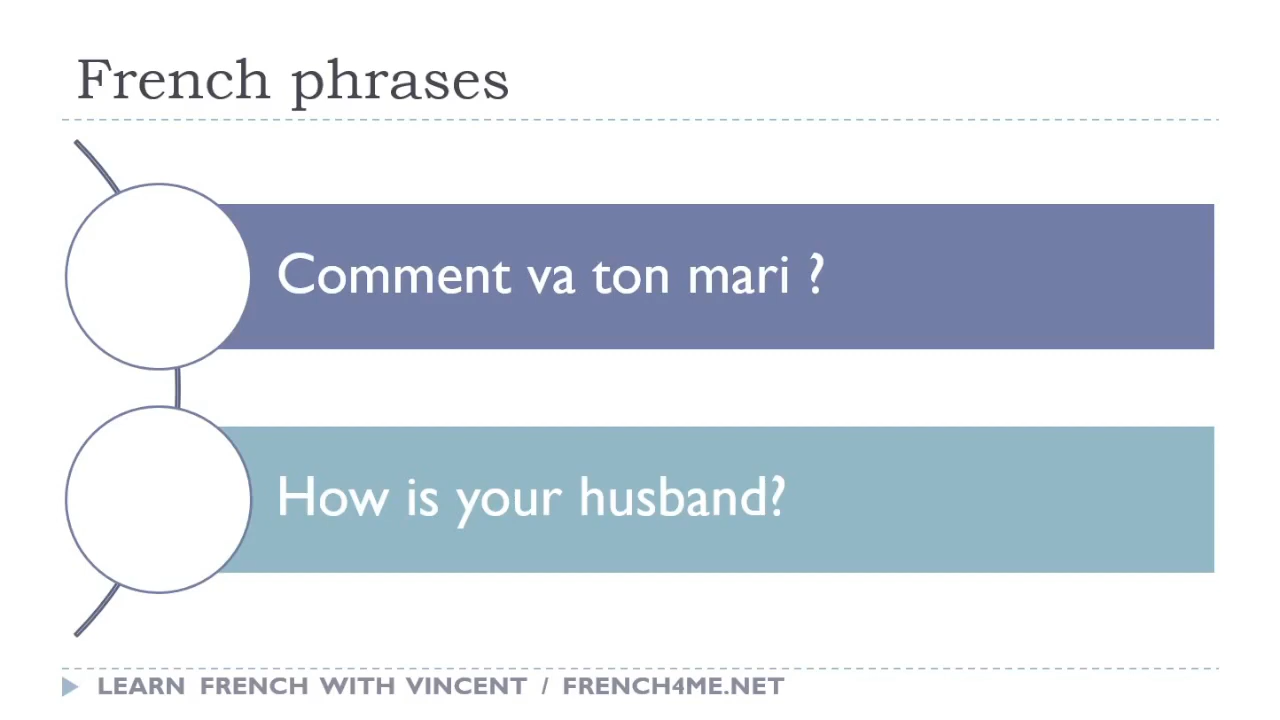 French phrases
Comment va ton mari ?
How is your husband?
LEARN FRENCH WITH VINCENT / FRENCH4ME.NET